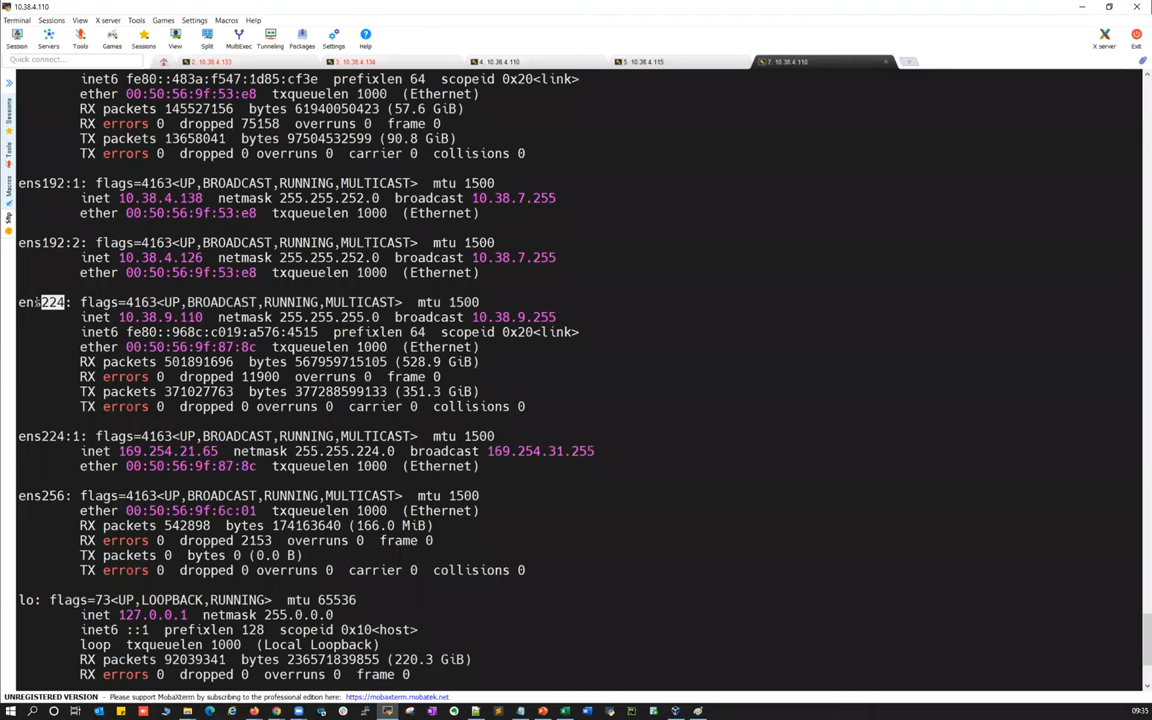 10.38.4.110
Terminal Sessions View X server Tools Games Settings Macros Help
Session Servers Tools Games Sessions View Split MultiExec Tunneling Packages Settings Help X server Exit
Quick connect... 2. 10.38.4.133 3. 10.38.4.134 4. 10.38.4.110 5. 10.38.4.115 7. 10.38.4.110
Sessions
Tools
Macros
Sftp
inet6 fe80::483a:f547:1d85:cf3e prefixlen 64 scopeid 0x20<link>
ether 00:50:56:9f:53:e8 txqueuelen 1000 (Ethernet)
RX packets 145527156 bytes 61940050423 (57.6 GiB)
RX errors 0 dropped 75158 overruns 0 frame 0
TX packets 13658041 bytes 97504532599 (90.8 GiB)
TX errors 0 dropped 0 overruns 0 carrier 0 collisions 0
ens192:1: flags=4163<UP,BROADCAST,RUNNING,MULTICAST> mtu 1500
inet 10.38.4.138 netmask 255.255.252.0 broadcast 10.38.7.255
ether 00:50:56:9f:53:e8 txqueuelen 1000 (Ethernet)
ens192:2: flags=4163<UP,BROADCAST,RUNNING,MULTICAST> mtu 1500
inet 10.38.4.126 netmask 255.255.252.0 broadcast 10.38.7.255
ether 00:50:56:9f:53:e8 txqueuelen 1000 (Ethernet)
ens224: flags=4163<UP,BROADCAST,RUNNING,MULTICAST> mtu 1500
inet 10.38.9.110 netmask 255.255.255.0 broadcast 10.38.9.255
inet6 fe80::968c:c019:a576:4515 prefixlen 64 scopeid 0x20<link>
ether 00:50:56:9f:87:8c txqueuelen 1000 (Ethernet)
RX packets 501891696 bytes 567959715105 (528.9 GiB)
RX errors 0 dropped 11900 overruns 0 frame 0
TX packets 371027763 bytes 377288599133 (351.3 GiB)
TX errors 0 dropped 0 overruns 0 carrier 0 collisions 0
ens224:1: flags=4163<UP,BROADCAST,RUNNING,MULTICAST> mtu 1500
inet 169.254.21.65 netmask 255.255.224.0 broadcast 169.254.31.255
ether 00:50:56:9f:87:8c txqueuelen 1000 (Ethernet)
ens256: flags=4163<UP,BROADCAST,RUNNING,MULTICAST> mtu 1500
ether 00:50:56:9f:6c:01 txqueuelen 1000 (Ethernet)
RX packets 542898 bytes 174163640 (166.0 MiB)
RX errors 0 dropped 2153 overruns 0 frame 0
TX packets 0 bytes 0 (0.0 B)
TX errors 0 dropped 0 overruns 0 carrier 0 collisions 0
lo: flags=73<UP,LOOPBACK,RUNNING> mtu 65536
inet 127.0.0.1 netmask 255.0.0.0
inet6 ::1 prefixlen 128 scopeid 0x10<host>
loop txqueuelen 1000 (Local Loopback)
RX packets 92039341 bytes 236571839855 (220.3 GiB)
RX errors 0 dropped 0 overruns 0 frame 0
UNREGISTERED VERSION - Please support MobaXterm by subscribing to the professional edition here: https://mobaxterm.mobatek.net
09:35